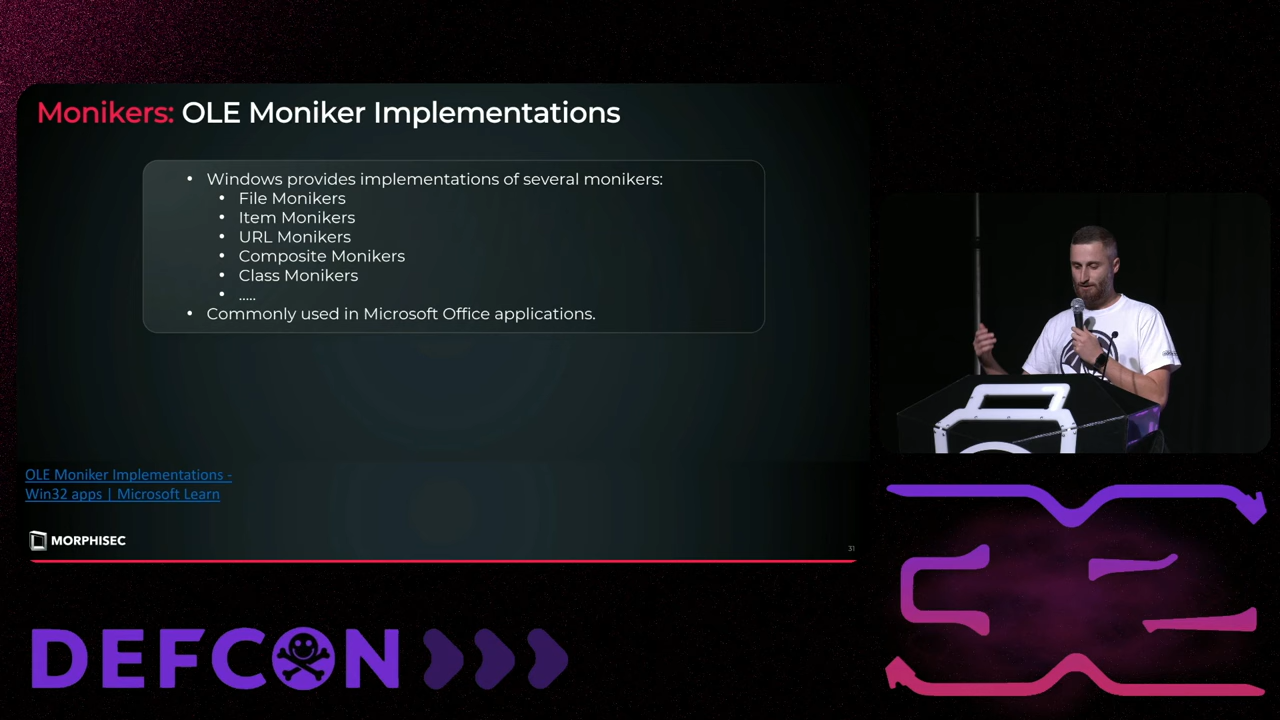 Monikers: OLE Moniker Implementations
• Windows provides implementations of several monikers:
• File Monikers
• Item Monikers
• URL Monikers
• Composite Monikers
• Class Monikers
• .....
• Commonly used in Microsoft Office applications.
OLE Moniker Implementations -
Win32 apps | Microsoft Learn
MORPHISEC
31
DEFCON